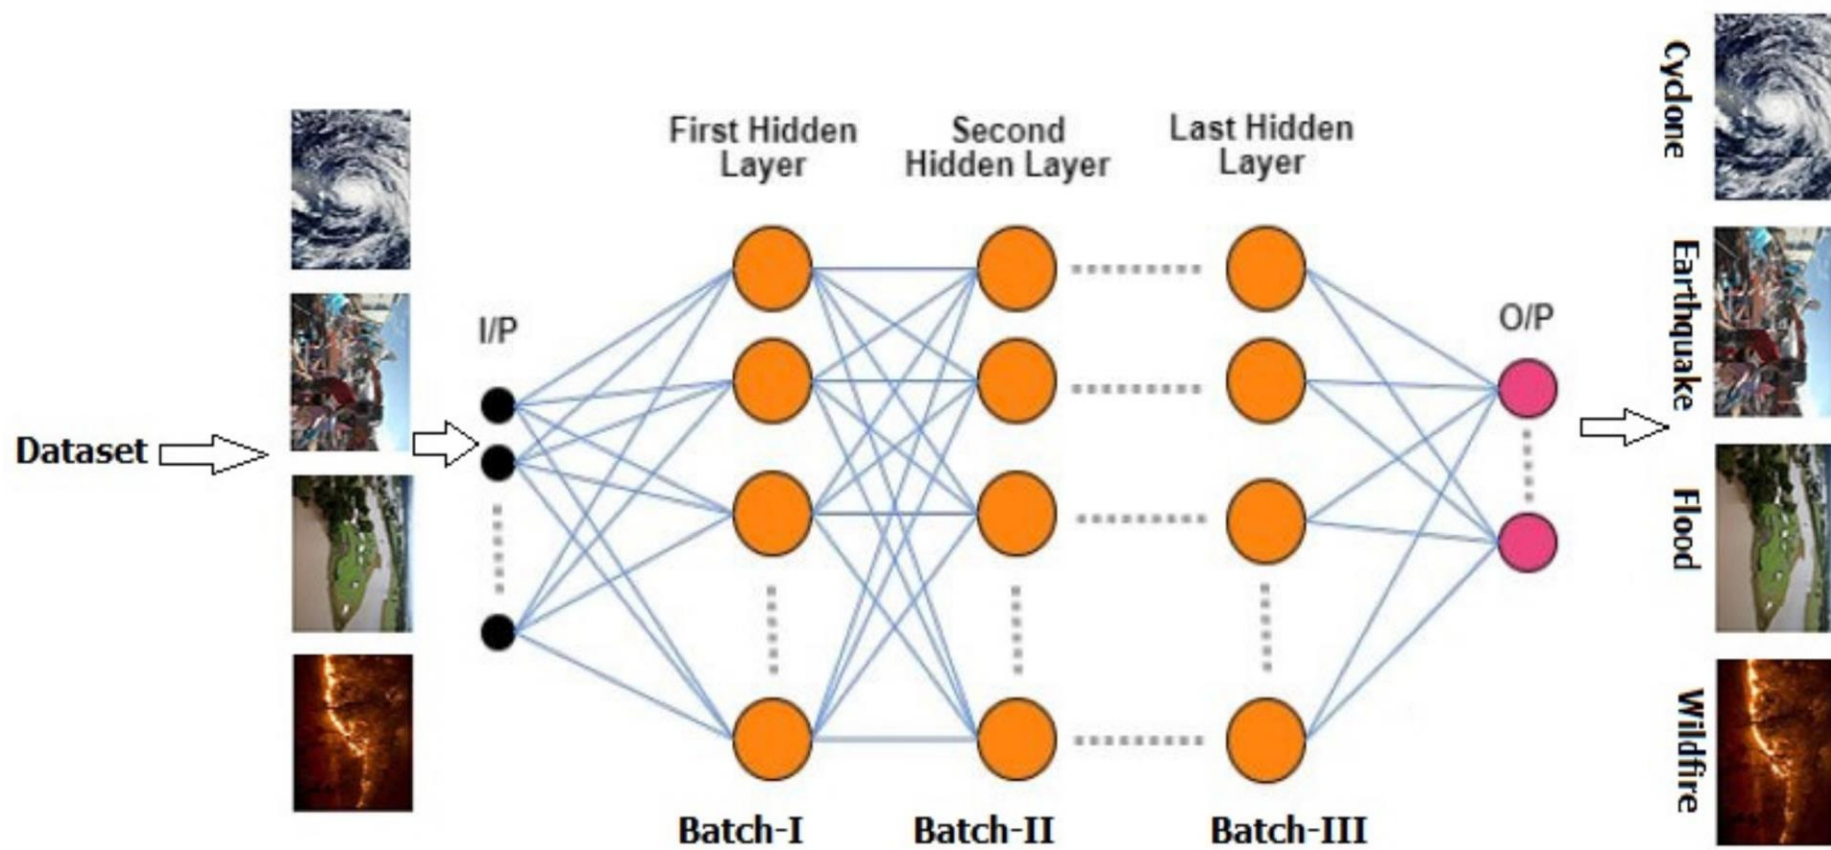 Dataset
I/P
First Hidden
Layer
Second
Hidden Layer
Last Hidden
Layer
Batch-I
Batch-II
Batch-III
O/P
Cyclone
Earthquake
Flood
Wildfire